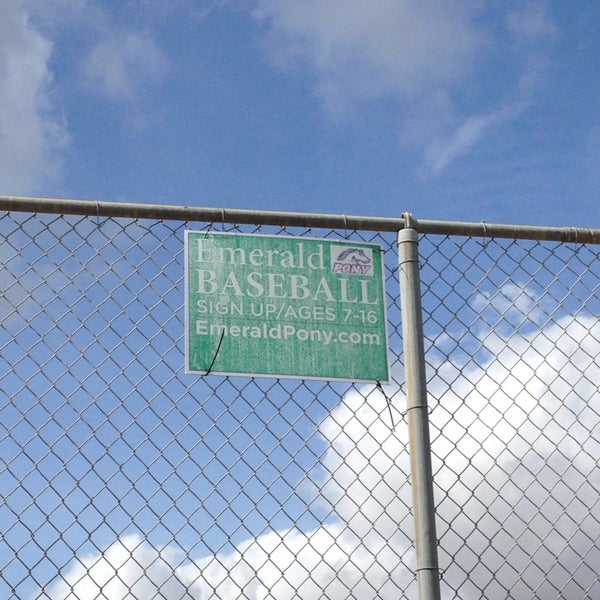 Emerald
PONY
BASEBALL
SIGN UP/AGES 7-16
EmeraldPony.com